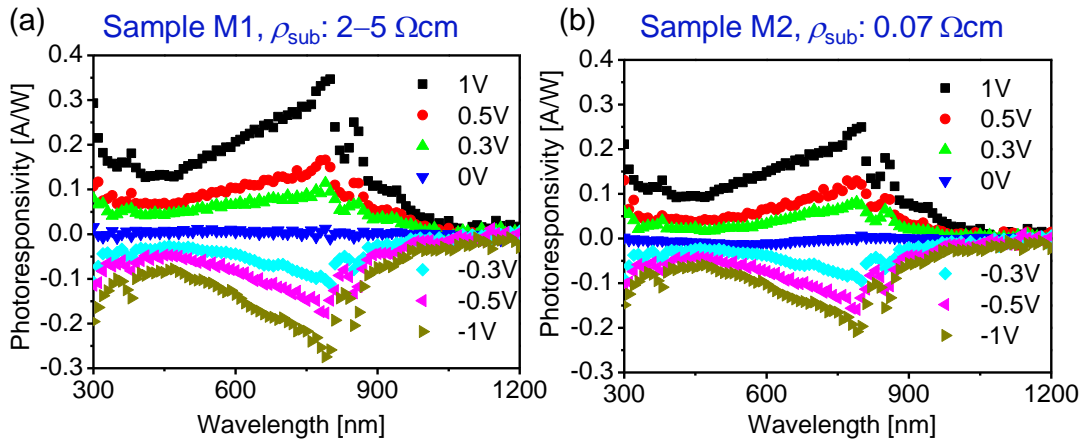 (a) Sample M1, ρsub: 2–5 Ωcm
Photoresponsivity [A/W]
0.4
0.3
0.2
0.1
0.0
-0.1
-0.2
-0.3
1V
0.5V
0.3V
0V
-0.3V
-0.5V
-1V
300 600 900 1200
Wavelength [nm]
(b) Sample M2, ρsub: 0.07 Ωcm
Photoresponsivity [A/W]
0.4
0.3
0.2
0.1
0.0
-0.1
-0.2
-0.3
1V
0.5V
0.3V
0V
-0.3V
-0.5V
-1V
300 600 900 1200
Wavelength [nm]